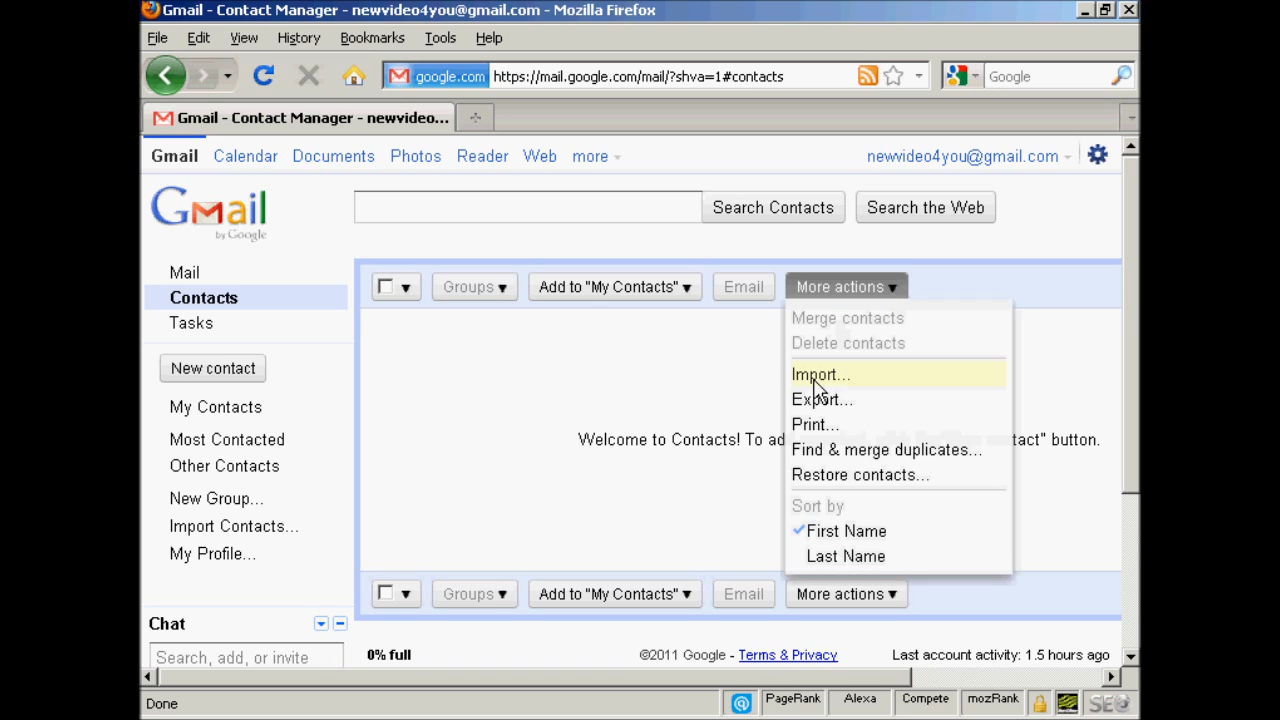 Gmail - Contact Manager - newvideo4you@gmail.com - Mozilla Firefox
File Edit View History Bookmarks Tools Help
google.com https://mail.google.com/mail/?shva=1#contacts Google
Gmail - Contact Manager - newvideo...
Gmail Calendar Documents Photos Reader Web more newvideo4you@gmail.com
Gmail
by Google
Search Contacts Search the Web
Mail
Contacts
Tasks
New contact
My Contacts
Most Contacted
Other Contacts
New Group...
Import Contacts...
My Profile...
Groups Add to "My Contacts" Email More actions
Merge contacts
Delete contacts
Import...
Export...
Print...
Find & merge duplicates...
Restore contacts...
Sort by
First Name
Last Name
Welcome to Contacts! To ad tact" button.
Groups Add to "My Contacts" Email More actions
Chat
Search, add, or invite
0% full ©2011 Google - Terms & Privacy Last account activity: 1.5 hours ago
Done PageRank Alexa Compete mozRank SEO